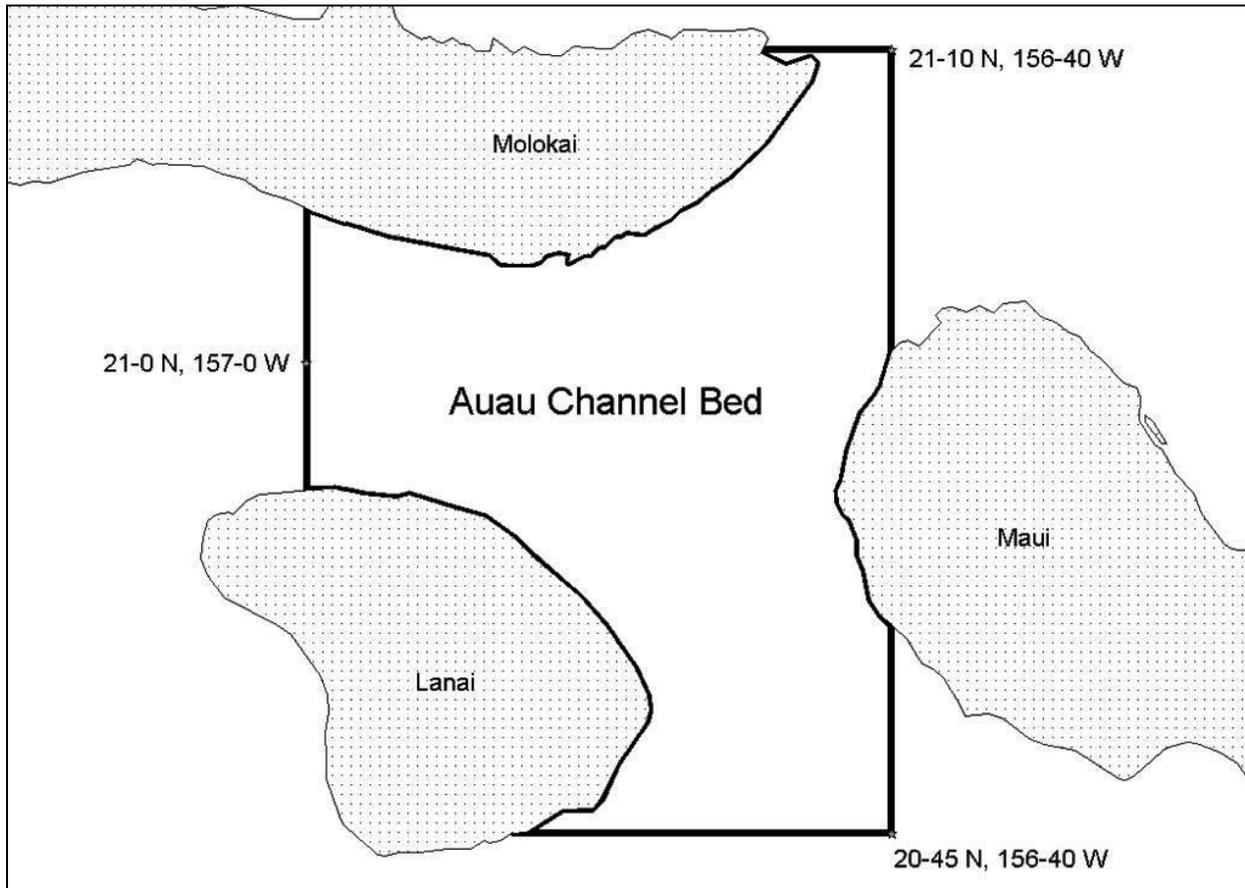 21-10 N, 156-40 W
Molokai
21-0 N, 157-0 W
Auau Channel Bed
Maui
Lanai
20-45 N, 156-40 W